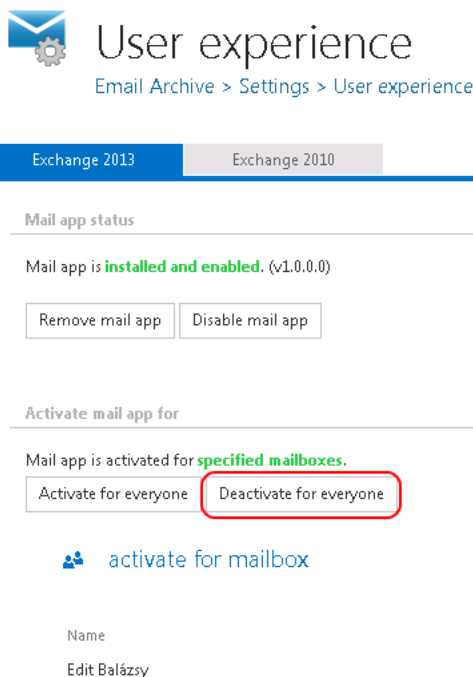 User experience
Email Archive > Settings > User experience
Exchange 2013 Exchange 2010
Mail app status
Mail app is installed and enabled. (v1.0.0.0)
Remove mail app Disable mail app
Activate mail app for
Mail app is activated for specified mailboxes.
Activate for everyone Deactivate for everyone
activate for mailbox
Name
Edit Balázsy